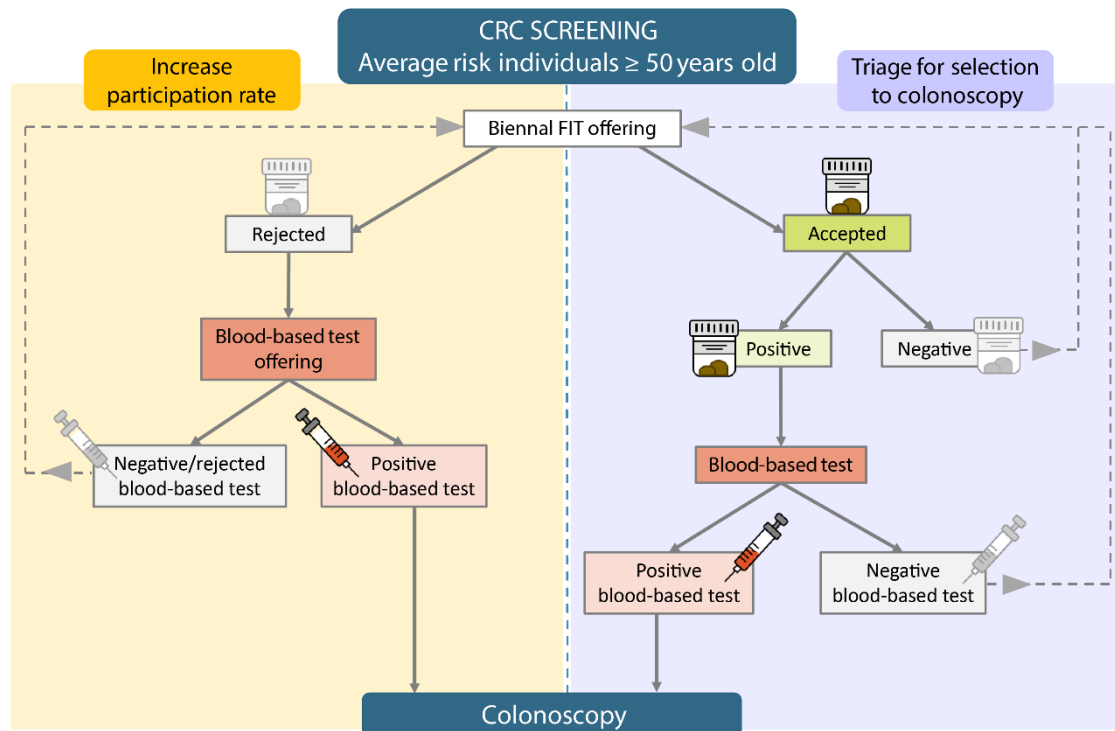 CRC SCREENING
Average risk individuals ≥ 50 years old
Increase
participation rate
Triage for selection
to colonoscopy
Biennal FIT offering
Rejected
Accepted
Blood-based test
offering
Positive
Negative
Negative/rejected
blood-based test
Positive
blood-based test
Blood-based test
Positive
blood-based test
Negative
blood-based test
Colonoscopy